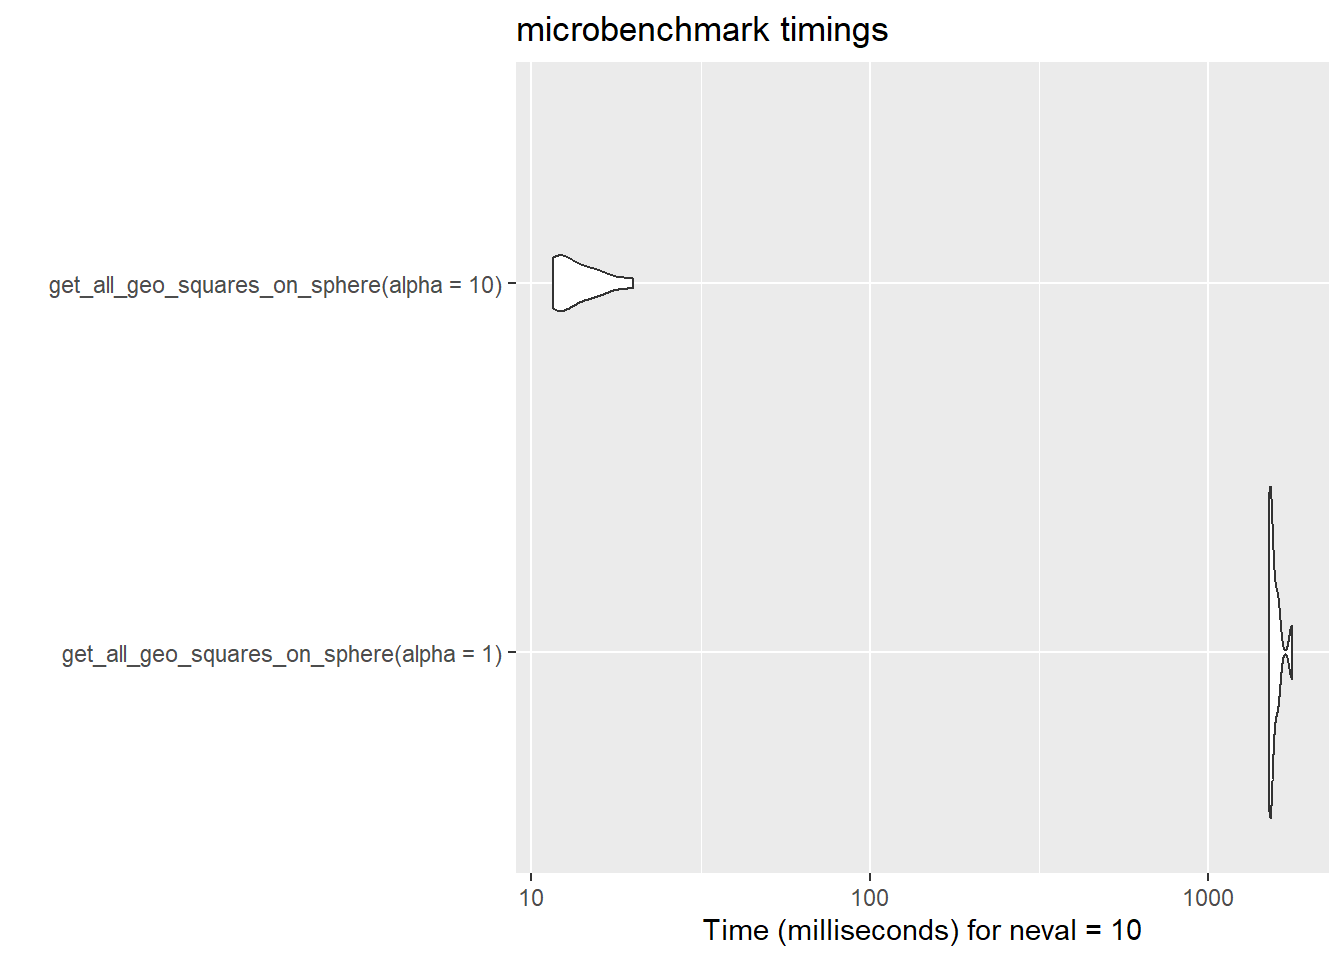 microbenchmark timings
get_all_geo_squares_on_sphere(alpha = 10)
get_all_geo_squares_on_sphere(alpha = 1)
10 100 1000
Time (milliseconds) for neval = 10